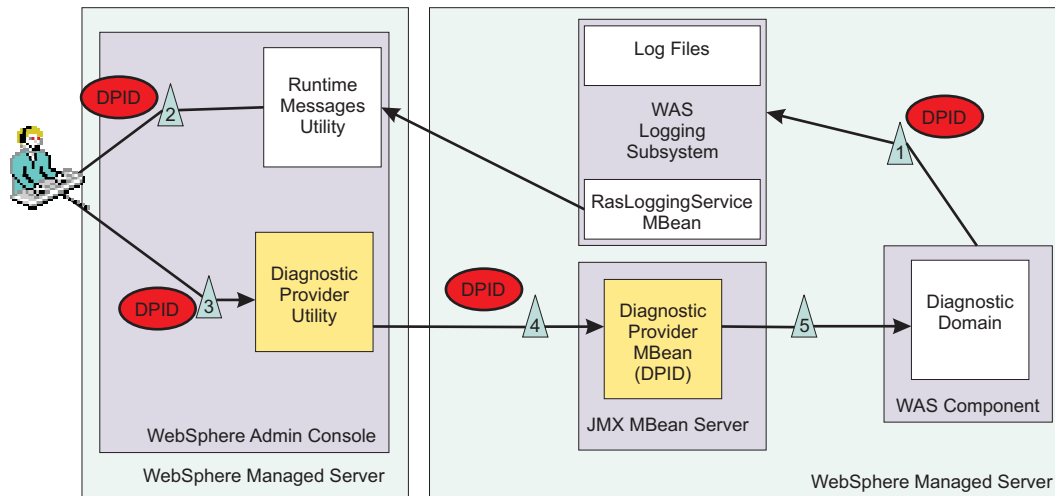 DPID
2
Runtime
Messages
Utility
DPID
3
Diagnostic
Provider
Utility
WebSphere Admin Console
WebSphere Managed Server
Log Files
WAS
Logging
Subsystem
RasLoggingService
MBean
DPID
1
DPID
4
Diagnostic
Provider
MBean
(DPID)
JMX MBean Server
5
Diagnostic
Domain
WAS Component
WebSphere Managed Server